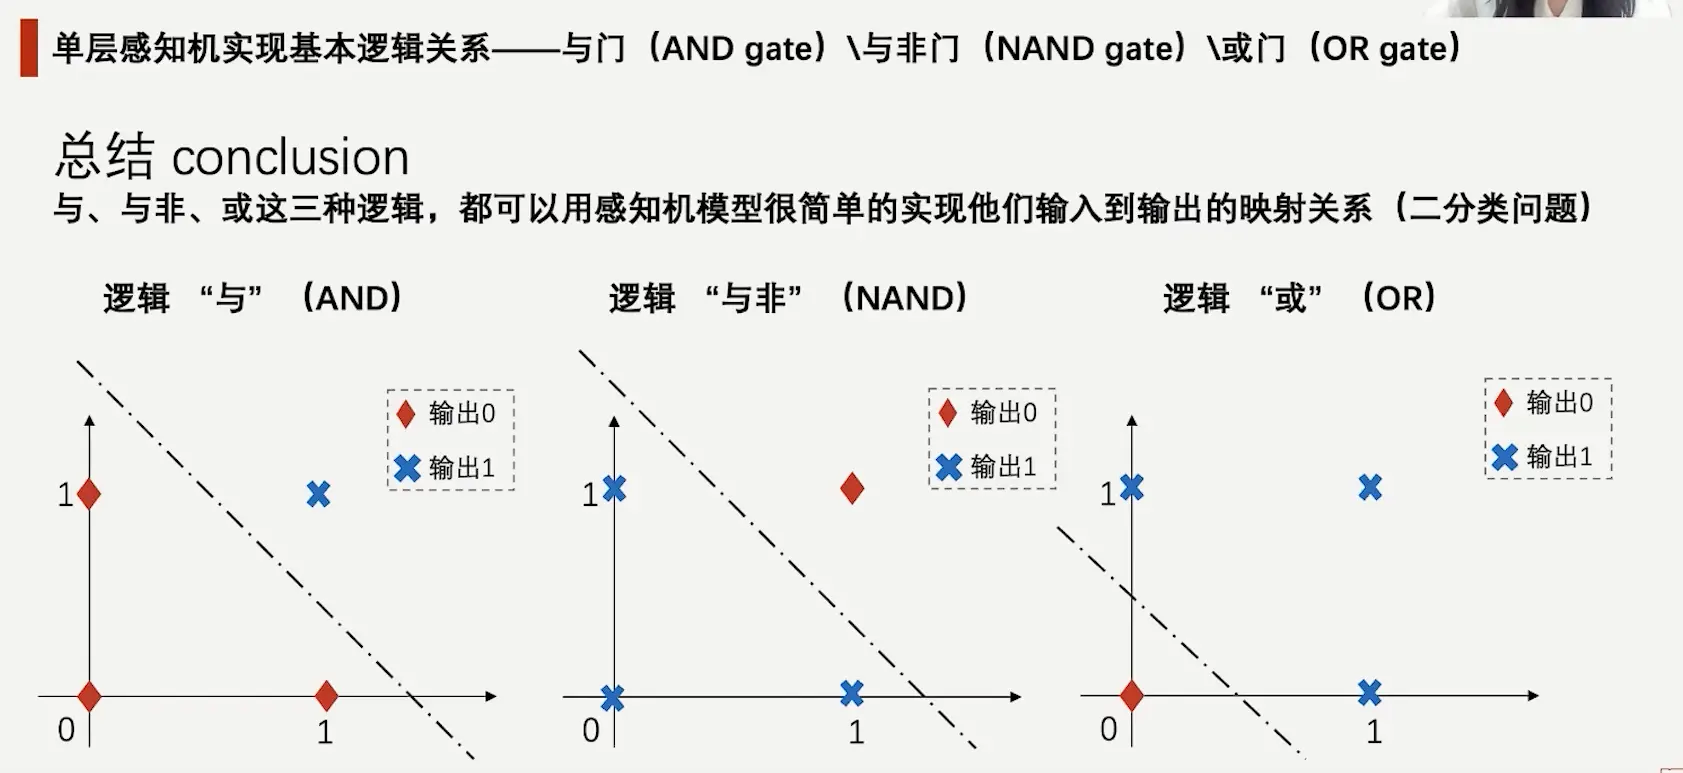 单层感知机实现基本逻辑关系——与门（AND gate）\与非门（NAND gate）\或门（OR gate）
总结 conclusion
与、与非、或这三种逻辑，都可以用感知机模型很简单的实现他们输入到输出的映射关系（二分类问题）
逻辑 “与” （AND）
输出0
输出1
1
0
1
逻辑 “与非” （NAND）
输出0
输出1
1
0
1
逻辑 “或” （OR）
输出0
输出1
1
0
1